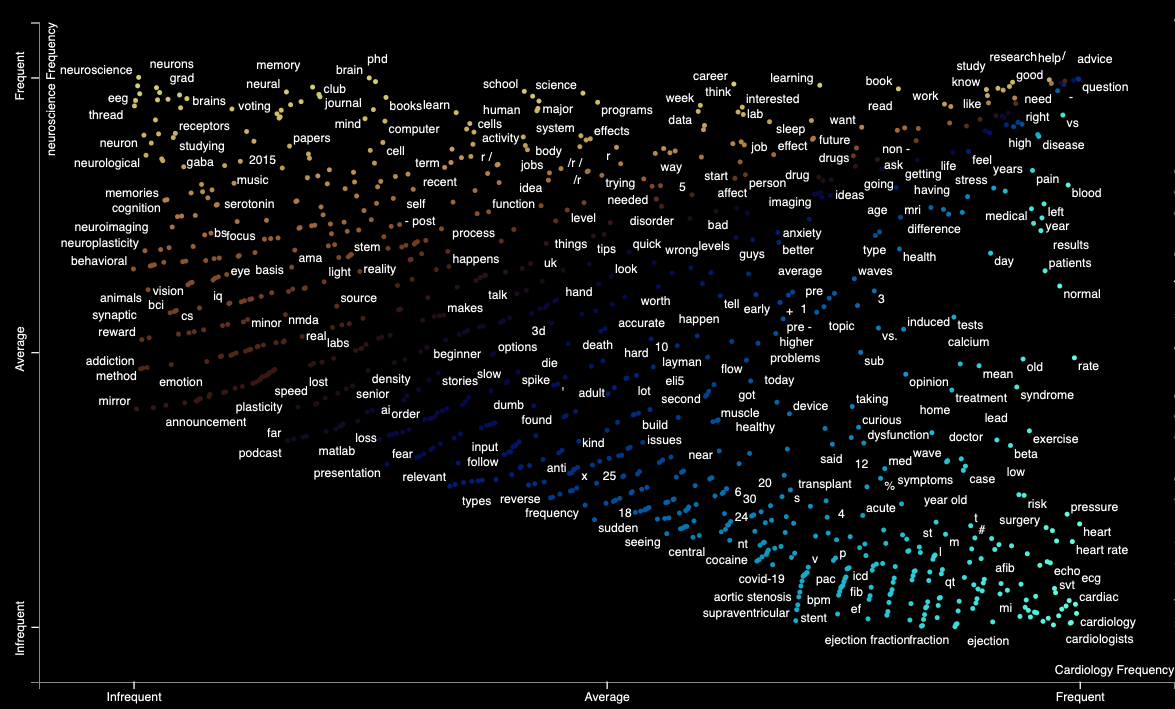 neuroscience Frequency
Frequent
Average
Infrequent
phd
memory
neurons
neuroscience
grad
brain
neural
club
eeg
brains
voting
journal
books
learn
thread
receptors
mind
computer
neuron
studying
papers
cell
neurological
gaba
2015
term
music
recent
memories
serotonin
self
cognition
- post
neuroimaging
bs
focus
process
neuroplasticity
stem
behavioral
ama
happens
eye
basis
light
reality
vision
iq
animals
bci
source
talk
synaptic
cs
makes
reward
minor
nmda
real
labs
addiction
beginner
method
emotion
density
stories
slow
mirror
speed
lost
senior
plasticity
ai
order
announcement
far
loss
podcast
matlab
fear
presentation
relevant
school
science
human
major
programs
cells
system
effects
activity
r /
body
jobs
/r /
r
/r
idea
trying
needed
function
level
disorder
things
tips
quick
wrong
levels
uk
look
hand
worth
3d
accurate
happen
options
death
hard
10
die
layman
spike
eli5
'
adult
lot
second
dumb
found
build
input
kind
issues
follow
anti
x
25
near
types
reverse
frequency
18
sudden
seeing
central
cocaine
career
think
learning
week
interested
data
lab
sleep
want
job
effect
future
way
drugs
start
drug
5
affect
person
ideas
imaging
bad
anxiety
guys
better
average
pre
tell
early
+
1
pre -
topic
higher
problems
flow
today
got
muscle
healthy
device
6
20
30
24
s
nt
covid-19
aortic stenosis
supraventricular
v
p
pac
icd
bpm
fib
stent
ef
book
study
research
help/
advice
know
good
question
read
work
like
need
-
right
vs
non -
high
disease
ask
life
feel
getting
years
going
having
stress
pain
blood
age
mri
medical
left
year
difference
type
health
results
day
patients
waves
3
normal
vs.
induced
tests
calcium
sub
mean
old
rate
opinion
treatment
syndrome
taking
home
lead
curious
dysfunction
doctor
exercise
said
12
med
wave
beta
transplant
%
symptoms
case
low
4
acute
year old
risk
pressure
t
surgery
st
#
heart
m
heart rate
l
afib
echo
ecg
qt
svt
cardiac
mi
cardiology
ejection fraction
fraction
ejection
cardiologists
Cardiology Frequency
Infrequent
Average
Frequent